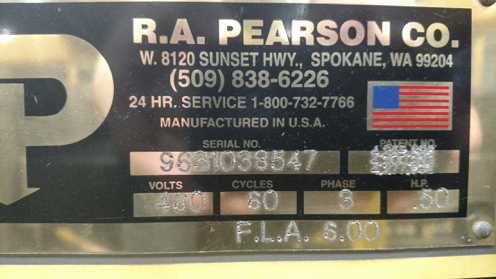 R.A. PEARSON CO.
W. 8120 SUNSET HWY., SPOKANE, WA 99204
(509) 838-6226
24 HR. SERVICE 1-800-732-7766
MANUFACTURED IN U.S.A.
SERIAL NO. PATENT NO.
9631038547
VOLTS CYCLES PHASE H.P.
60 3 .50
F.L.A. 6.00